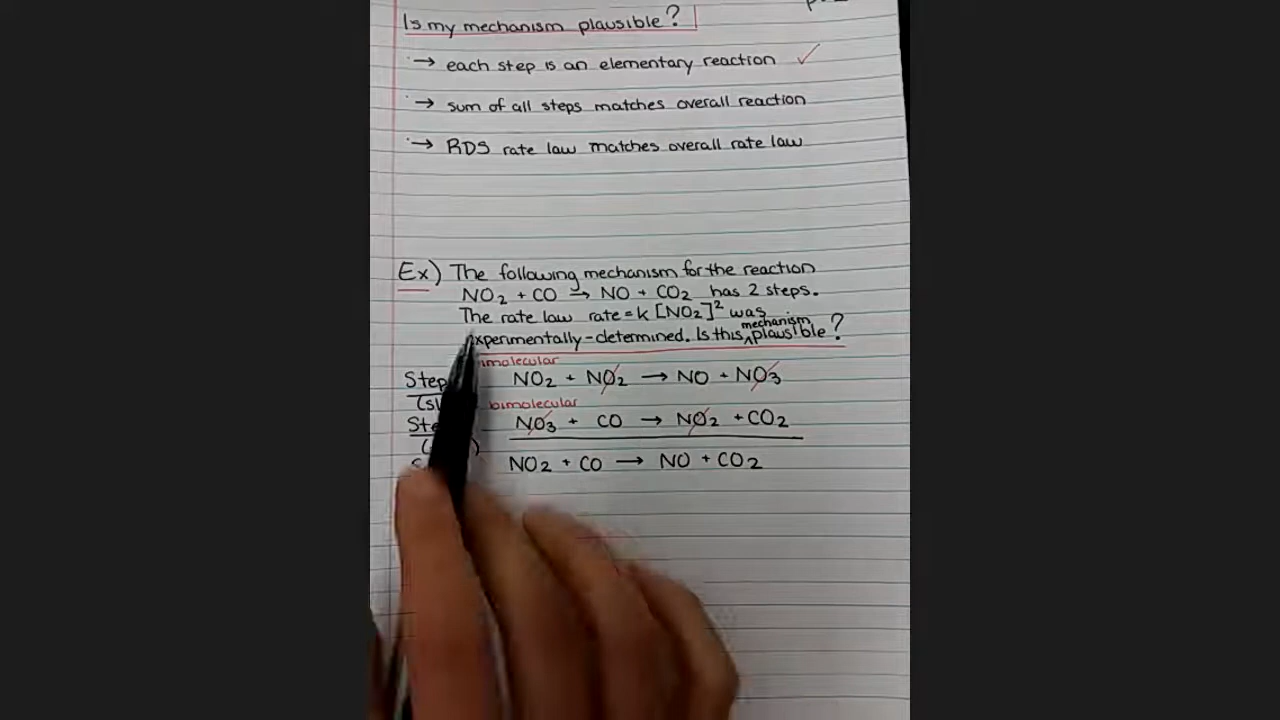 Is my mechanism plausible?
→ each step is an elementary reaction ✓
→ sum of all steps matches overall reaction
→ RDS rate law matches overall rate law
Ex) The following mechanism for the reaction
NO₂ + CO → NO + CO₂ has 2 steps.
The rate law rate = k [NO₂]² was
experimentally-determined. Is this mechanism plausible?
bimolecular
Step NO₂ + NO₂ → NO + NO₃
bimolecular
NO₃ + CO → NO₂ + CO₂
NO₂ + CO → NO + CO₂